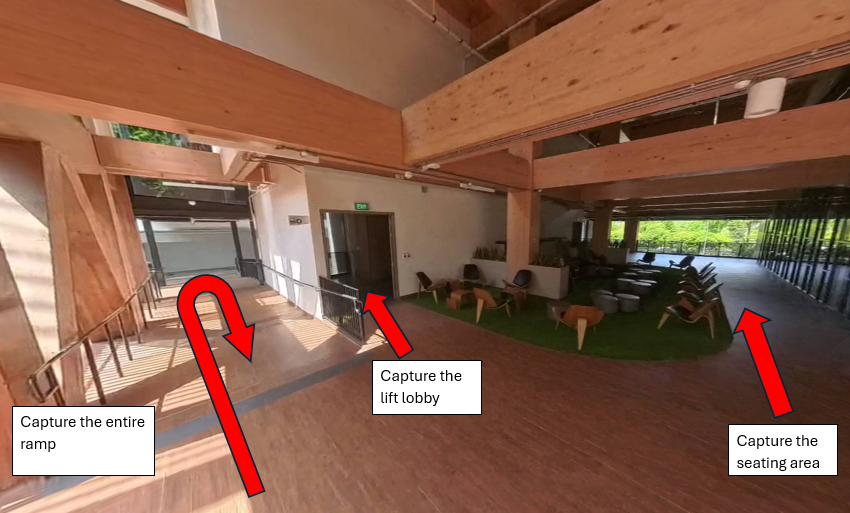 EXIT
Capture the
lift lobby
Capture the entire
ramp
Capture the
seating area